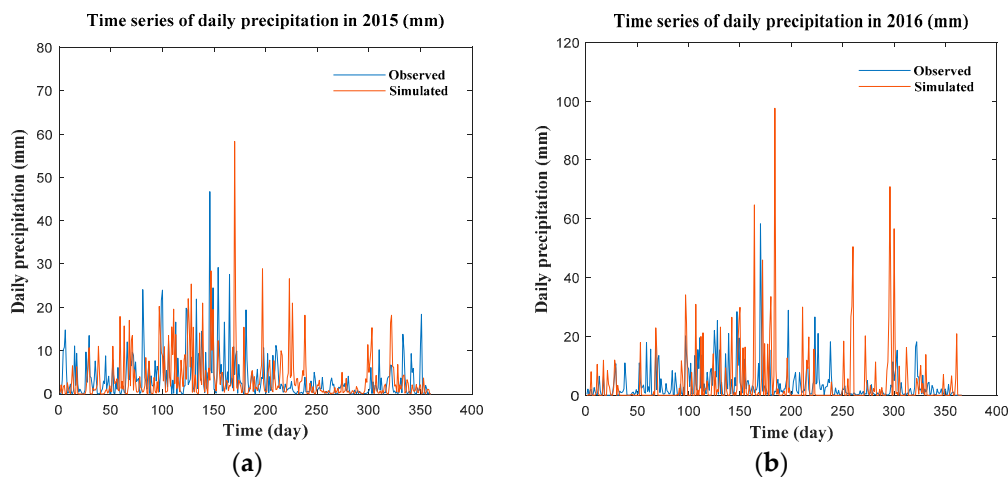 Time series of daily precipitation in 2015 (mm)
80
70
60
50
40
30
20
10
0
Daily precipitation (mm)
Observed
Simulated
0 50 100 150 200 250 300 350 400
Time (day)
(a)
Time series of daily precipitation in 2016 (mm)
120
100
80
60
40
20
0
Daily precipitation (mm)
Observed
Simulated
0 50 100 150 200 250 300 350 400
Time (day)
(b)